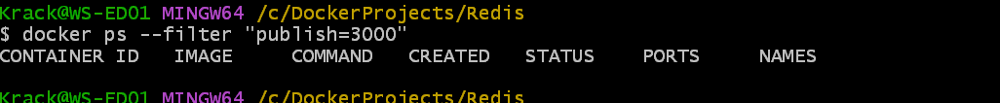 Krack@WS-ED01 MINGW64 /c/DockerProjects/Redis
$ docker ps --filter "publish=3000"
CONTAINER ID   IMAGE     COMMAND   CREATED   STATUS    PORTS     NAMES
Krack@WS-ED01 MINGW64 /c/DockerProjects/Redis